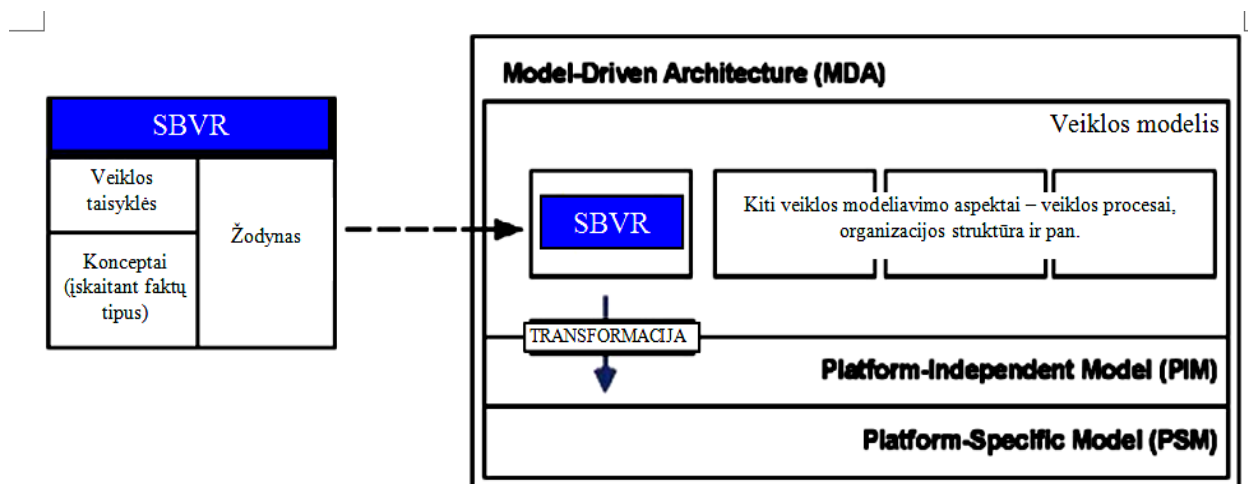 SBVR
Veiklos
taisyklės
Konceptai
(įskaitant faktų
tipus)
Žodynas
Model-Driven Architecture (MDA)
Veiklos modelis
SBVR
Kiti veiklos modeliavimo aspektai – veiklos procesai,
organizacijos struktūra ir pan.
TRANSFORMACIJA
Platform-Independent Model (PIM)
Platform-Specific Model (PSM)